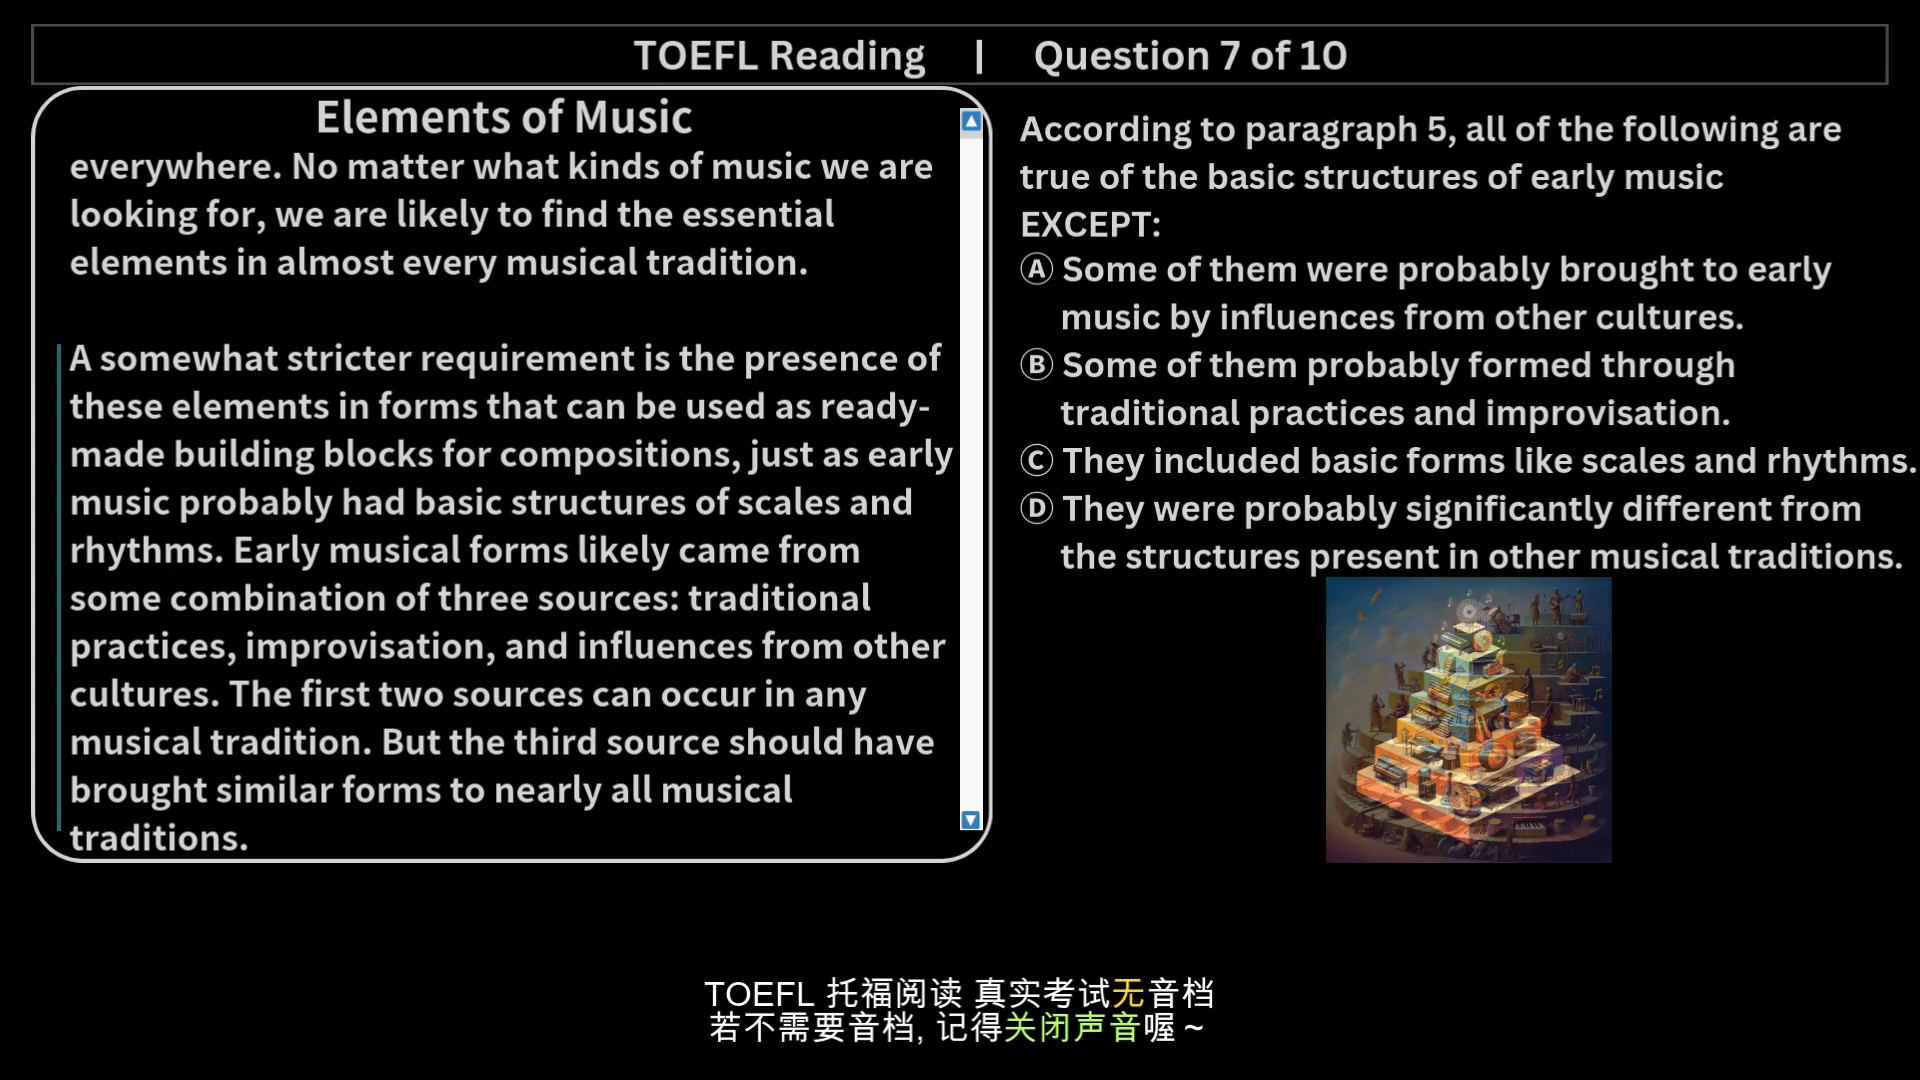 TOEFL Reading | Question 7 of 10
Elements of Music
everywhere. No matter what kinds of music we are
looking for, we are likely to find the essential
elements in almost every musical tradition.
A somewhat stricter requirement is the presence of
these elements in forms that can be used as ready-
made building blocks for compositions, just as early
music probably had basic structures of scales and
rhythms. Early musical forms likely came from
some combination of three sources: traditional
practices, improvisation, and influences from other
cultures. The first two sources can occur in any
musical tradition. But the third source should have
brought similar forms to nearly all musical
traditions.
According to paragraph 5, all of the following are
true of the basic structures of early music
EXCEPT:
Ⓐ Some of them were probably brought to early
music by influences from other cultures.
Ⓑ Some of them probably formed through
traditional practices and improvisation.
Ⓒ They included basic forms like scales and rhythms.
Ⓓ They were probably significantly different from
the structures present in other musical traditions.
TOEFL 托福阅读 真实考试无音档
若不需要音档, 记得关闭声音喔 ~